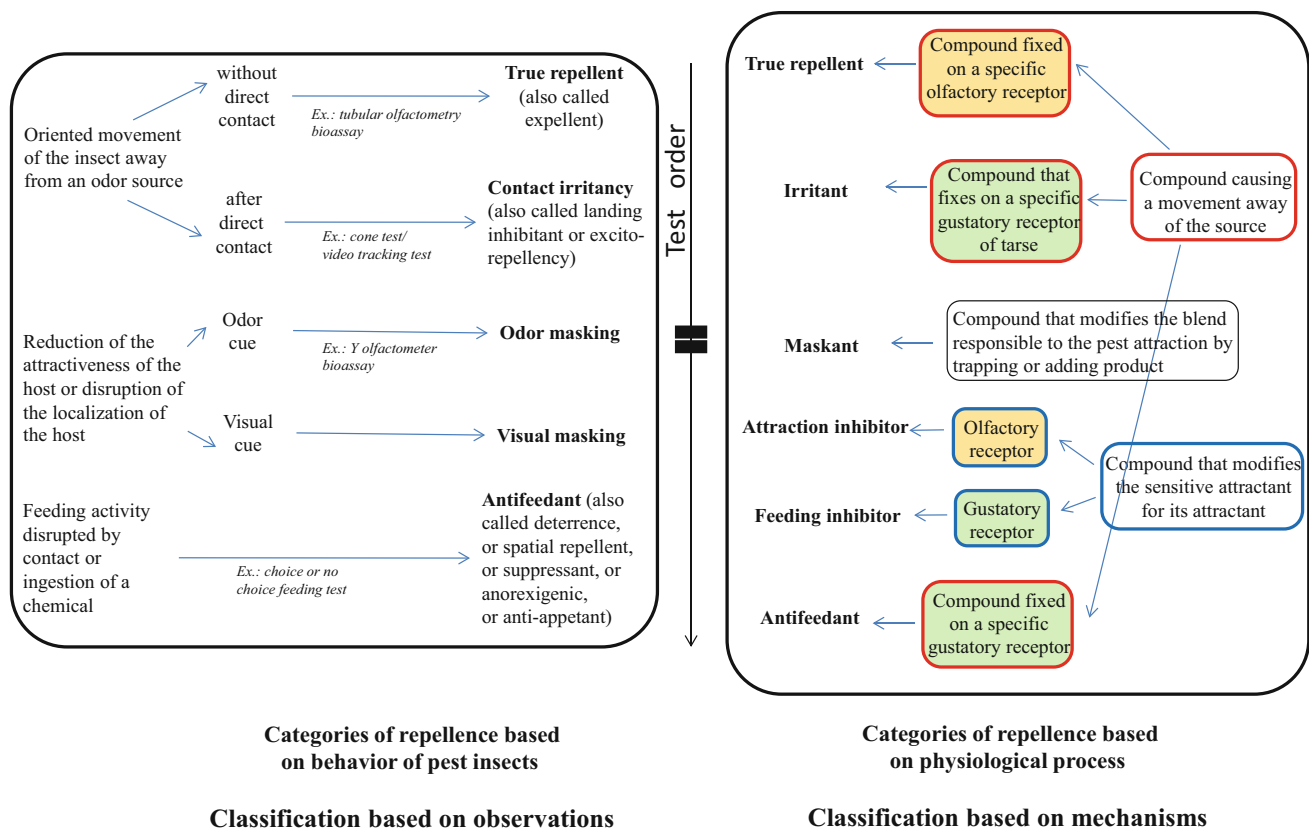 without
direct
contact
Oriented movement
of the insect away
from an odor source
after
direct
contact
Ex.: tubular olfactometry
bioassay
True repellent
(also called
expellent)
Ex.: cone test/
video tracking test
Contact irritancy
(also called landing
inhibitant or excito-
repellency)
Reduction of the
attractiveness of the
host or disruption of
the localization of
the host
Odor
cue
Ex.: Y olfactometer
bioassay
Odor masking
Visual
cue
Visual masking
Feeding activity
disrupted by
contact or
ingestion of a
chemical
Ex.: choice or no
choice feeding test
Antifeedant (also
called deterrence,
or spatial repellent,
or suppressant, or
anorexigenic,
or anti-appetant)
Test order
True repellent
Compound fixed
on a specific
olfactory receptor
Irritant
Compound that
fixes on a specific
gustatory receptor
of tarse
Compound causing
a movement away
of the source
Maskant
Compound that modifies the blend
responsible to the pest attraction by
trapping or adding product
Attraction inhibitor
Olfactory
receptor
Feeding inhibitor
Gustatory
receptor
Compound that modifies
the sensitive attractant
for its attractant
Antifeedant
Compound fixed
on a specific
gustatory receptor
Categories of repellence based
on behavior of pest insects
Classification based on observations
Categories of repellence based
on physiological process
Classification based on mechanisms